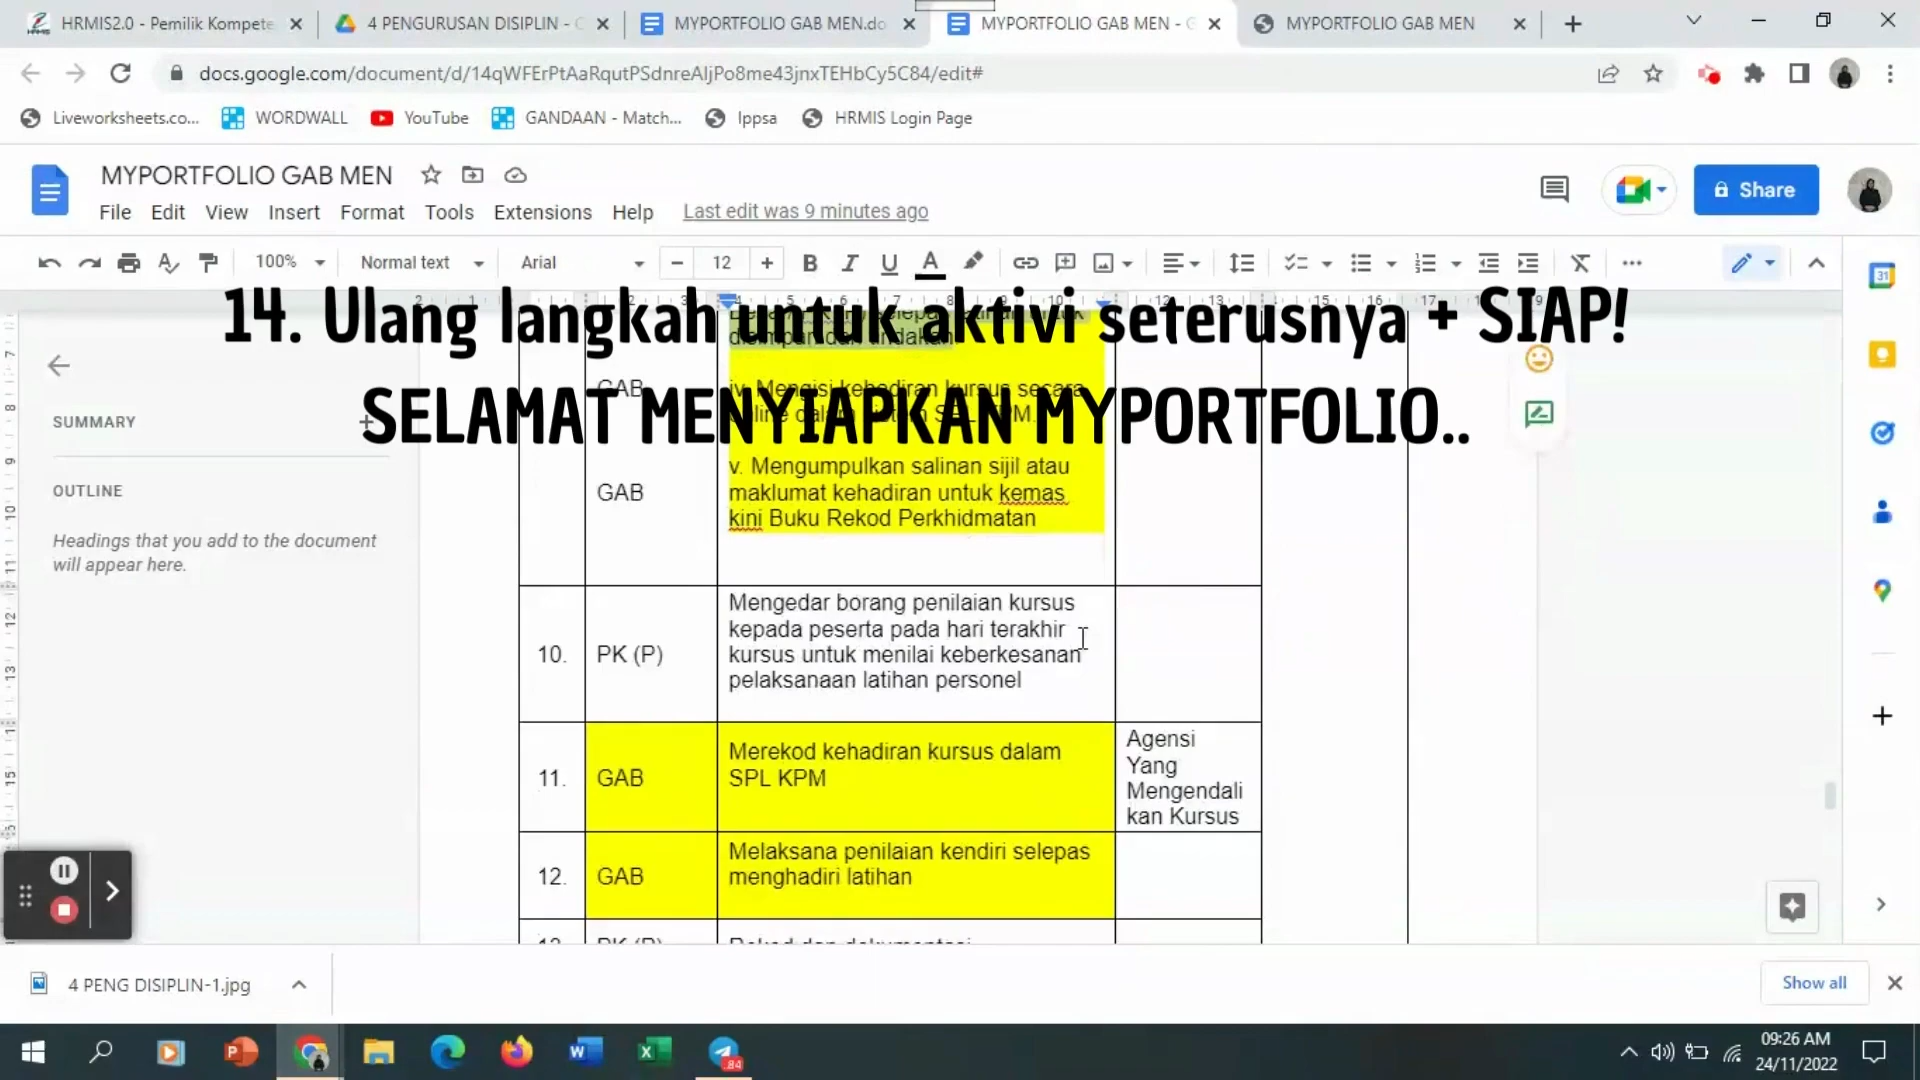 HRMIS2.0 - Pemilik Kompete
4 PENGURUSAN DISIPLIN - G
MYPORTFOLIO GAB MEN.do
MYPORTFOLIO GAB MEN - G
MYPORTFOLIO GAB MEN
docs.google.com/document/d/14qWFErPtAaRqutPSdnreAljPo8me43jnxTEHbCy5C84/edit#
Liveworksheets.co...
WORDWALL
YouTube
GANDAAN - Match...
Ippsa
HRMIS Login Page
MYPORTFOLIO GAB MEN
Share
File Edit View Insert Format Tools Extensions Help Last edit was 9 minutes ago
100% Normal text Arial 12
14. Ulang langkah untuk aktivi seterusnya + SIAP!
SELAMAT MENYIAPKAN MYPORTFOLIO..
SUMMARY
OUTLINE
Headings that you add to the document
will appear here.
GAB
iv. Mengisi kehadiran kursus secara
GAB
v. Mengumpulkan salinan sijil atau
maklumat kehadiran untuk kemas
kini Buku Rekod Perkhidmatan
10.
PK (P)
Mengedar borang penilaian kursus
kepada peserta pada hari terakhir
kursus untuk menilai keberkesanan
pelaksanaan latihan personel
11.
GAB
Merekod kehadiran kursus dalam
SPL KPM
Agensi
Yang
Mengendali
kan Kursus
12.
GAB
Melaksana penilaian kendiri selepas
menghadiri latihan
4 PENG DISIPLIN-1.jpg
Show all
84
09:26 AM
24/11/2022